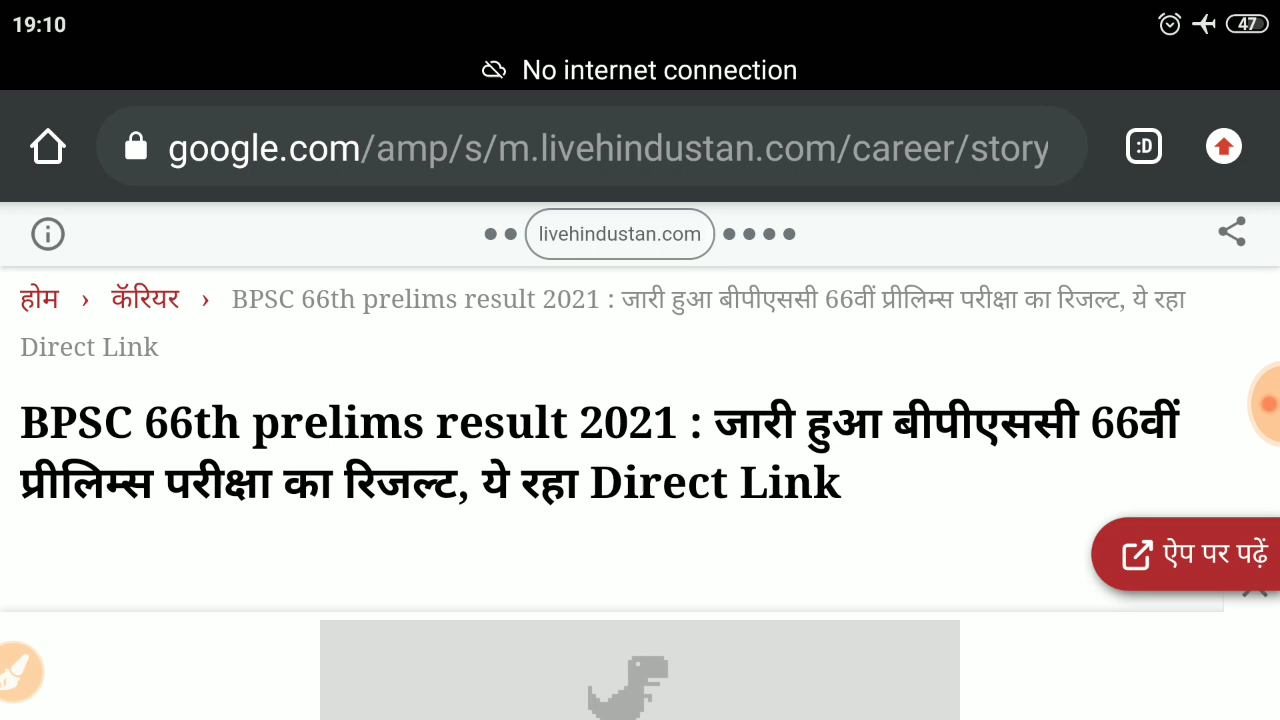 19:10
47
No internet connection
:D
google.com/amp/s/m.livehindustan.com/career/story
livehindustan.com
होम › कॅरियर › BPSC 66th prelims result 2021 : जारी हुआ बीपीएससी 66वीं प्रीलिम्स परीक्षा का रिजल्ट, ये रहा
Direct Link
BPSC 66th prelims result 2021 : जारी हुआ बीपीएससी 66वीं
प्रीलिम्स परीक्षा का रिजल्ट, ये रहा Direct Link
ऐप पर पढ़ें